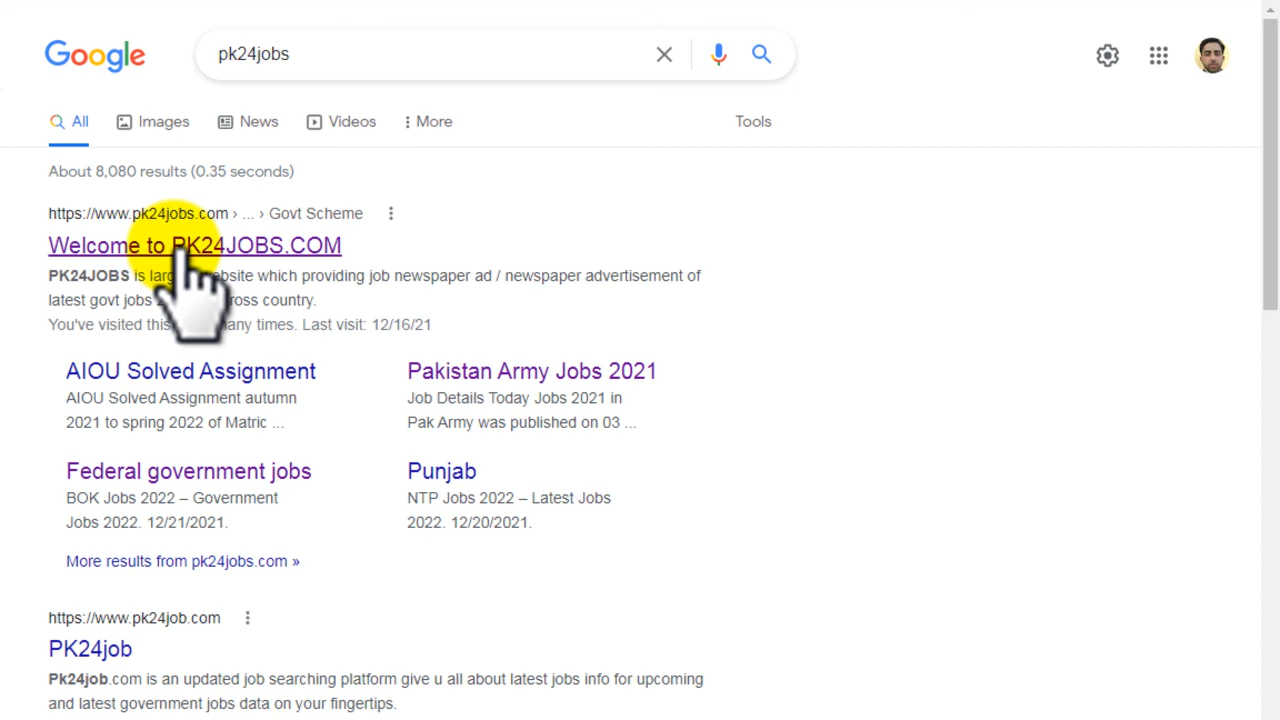 Google
pk24jobs
All Images News Videos More Tools
About 8,080 results (0.35 seconds)
https://www.pk24jobs.com › ... › Govt Scheme
Welcome to PK24JOBS.COM
PK24JOBS is website which providing job newspaper ad / newspaper advertisement of
latest govt jobs country.
You've visited this many times. Last visit: 12/16/21
AIOU Solved Assignment
AIOU Solved Assignment autumn
2021 to spring 2022 of Matric ...
Pakistan Army Jobs 2021
Job Details Today Jobs 2021 in
Pak Army was published on 03 ...
Federal government jobs
BOK Jobs 2022 – Government
Jobs 2022. 12/21/2021.
Punjab
NTP Jobs 2022 – Latest Jobs
2022. 12/20/2021.
More results from pk24jobs.com »
https://www.pk24job.com
PK24job
Pk24job.com is an updated job searching platform give u all about latest jobs info for upcoming
and latest government jobs data on your fingertips.